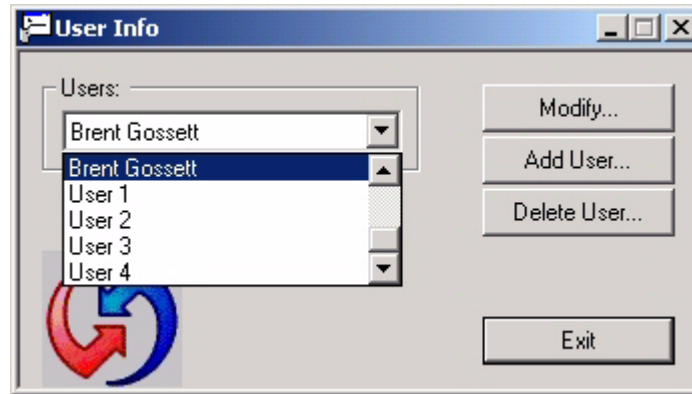 User Info
Users:
Brent Gossett
Brent Gossett
User 1
User 2
User 3
User 4
Modify...
Add User...
Delete User...
Exit